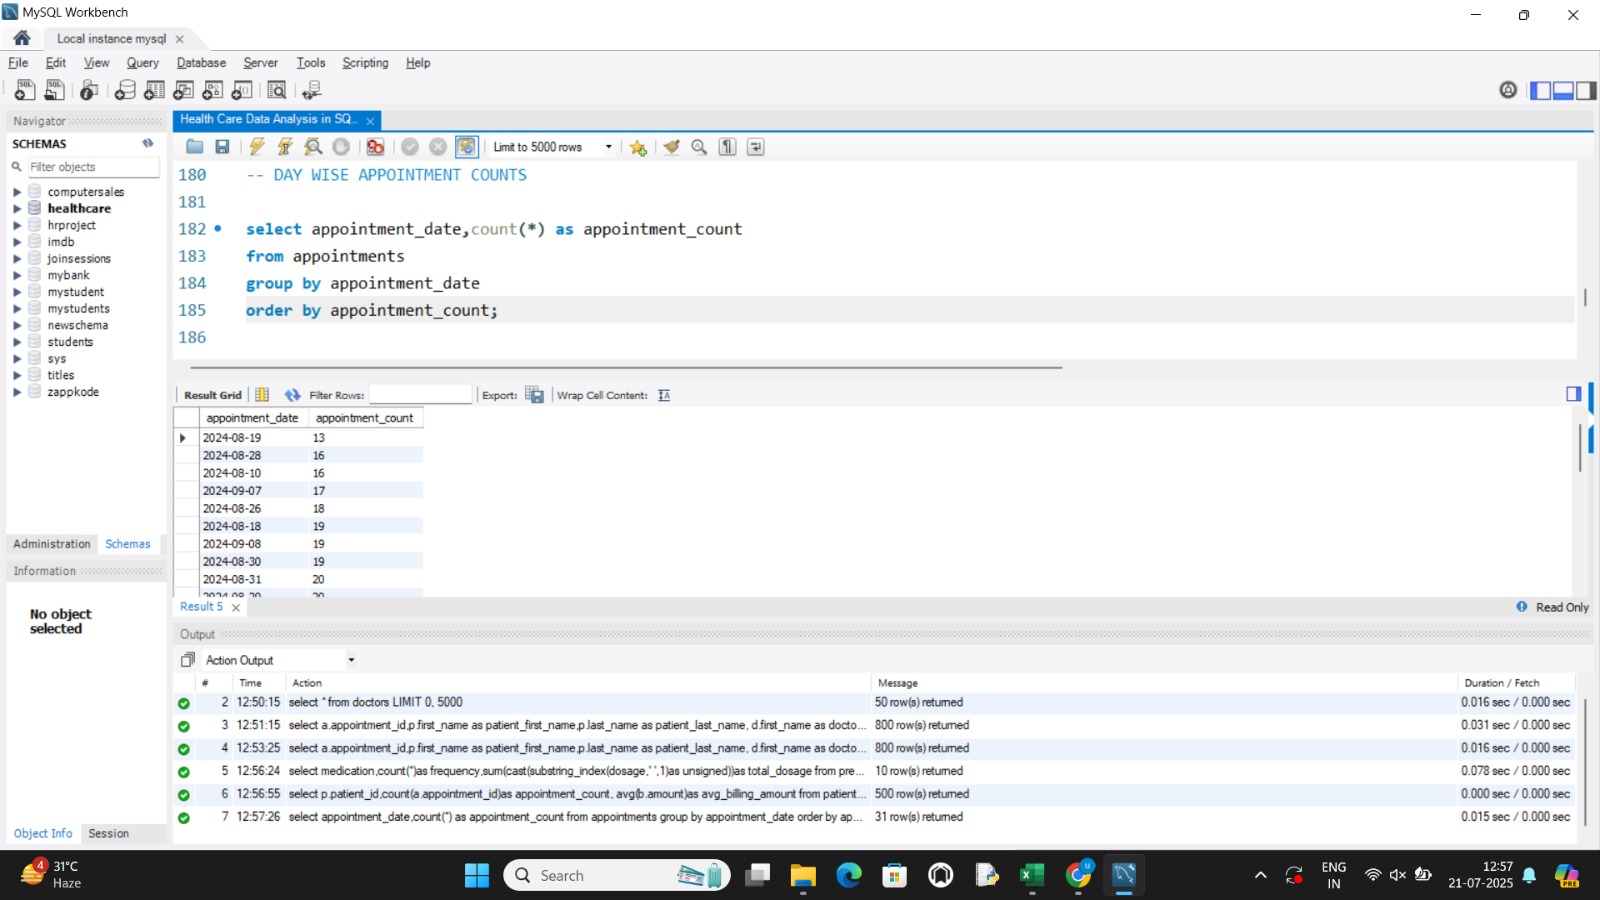 MySQL Workbench
Local instance mysql
File Edit View Query Database Server Tools Scripting Help
Navigator
SCHEMAS
Filter objects
computersales
healthcare
hrproject
imdb
joinsessions
mybank
mystudent
mystudents
newschema
students
sys
titles
zappkode
Administration Schemas
Information
No object
selected
Object Info Session
Health Care Data Analysis in SQ...
Limit to 5000 rows
180 -- DAY WISE APPOINTMENT COUNTS
181
182 select appointment_date,count(*) as appointment_count
183 from appointments
184 group by appointment_date
185 order by appointment_count;
186
Result Grid Filter Rows: Export: Wrap Cell Content:
appointment_date appointment_count
2024-08-19 13
2024-08-28 16
2024-08-10 16
2024-09-07 17
2024-08-26 18
2024-08-18 19
2024-09-08 19
2024-08-30 19
2024-08-31 20
Result 5 Read Only
Output
Action Output
# Time Action Message Duration / Fetch
2 12:50:15 select * from doctors LIMIT 0, 5000 50 row(s) returned 0.016 sec / 0.000 sec
3 12:51:15 select a.appointment_id,p.first_name as patient_first_name,p.last_name as patient_last_name, d.first_name as docto... 800 row(s) returned 0.031 sec / 0.000 sec
4 12:53:25 select a.appointment_id,p.first_name as patient_first_name,p.last_name as patient_last_name, d.first_name as docto... 800 row(s) returned 0.016 sec / 0.000 sec
5 12:56:24 select medication,count(*)as frequency,sum(cast(substring_index(dosage,' ',1)as unsigned))as total_dosage from pre... 10 row(s) returned 0.078 sec / 0.000 sec
6 12:56:55 select p.patient_id,count(a.appointment_id)as appointment_count, avg(b.amount)as avg_billing_amount from patient... 500 row(s) returned 0.000 sec / 0.000 sec
7 12:57:26 select appointment_date,count(*) as appointment_count from appointments group by appointment_date order by ap... 31 row(s) returned 0.015 sec / 0.000 sec
4 31°C
Haze
Search
ENG
IN
12:57
21-07-2025
PRE